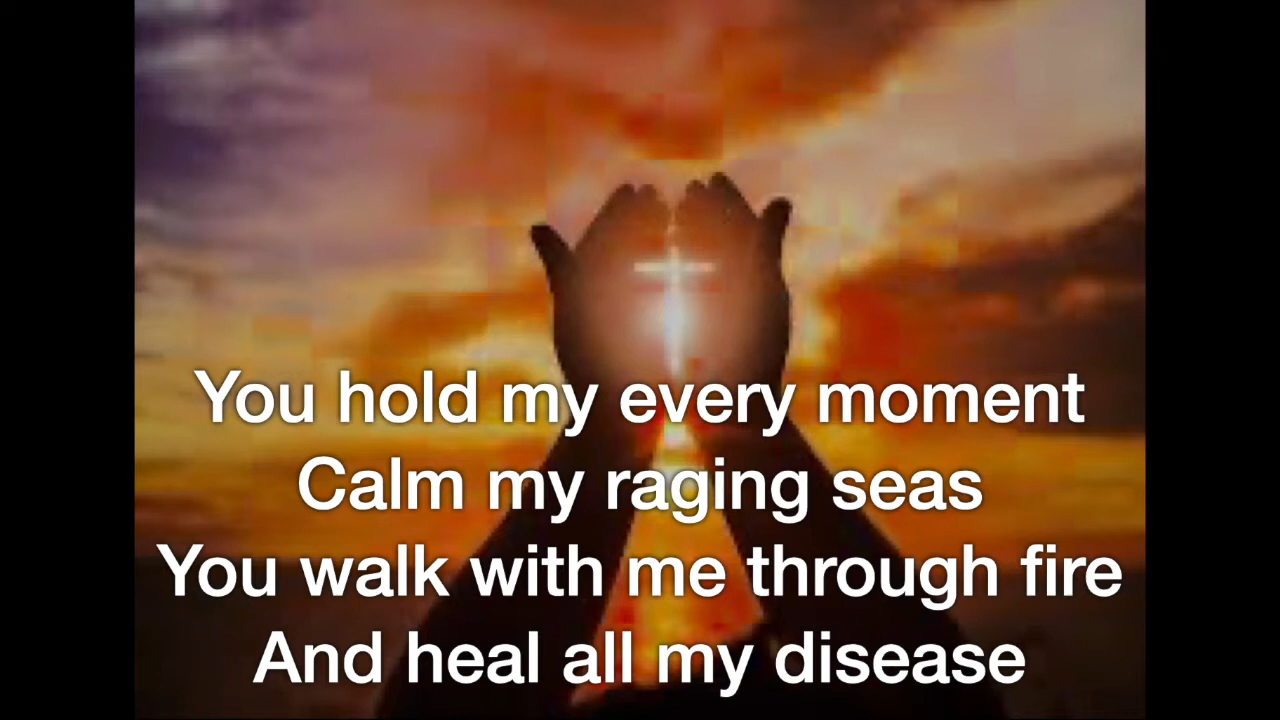 You hold my every moment
Calm my raging seas
You walk with me through fire
And heal all my disease